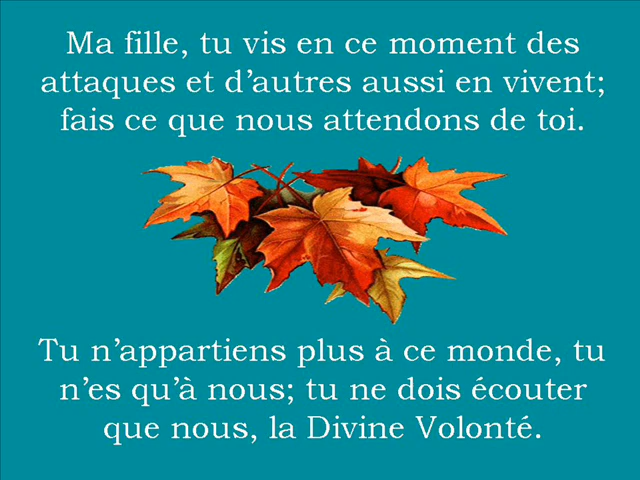 Ma fille, tu vis en ce moment des
attaques et d’autres aussi en vivent;
fais ce que nous attendons de toi.
Tu n’appartiens plus à ce monde, tu
n’es qu’à nous; tu ne dois écouter
que nous, la Divine Volonté.